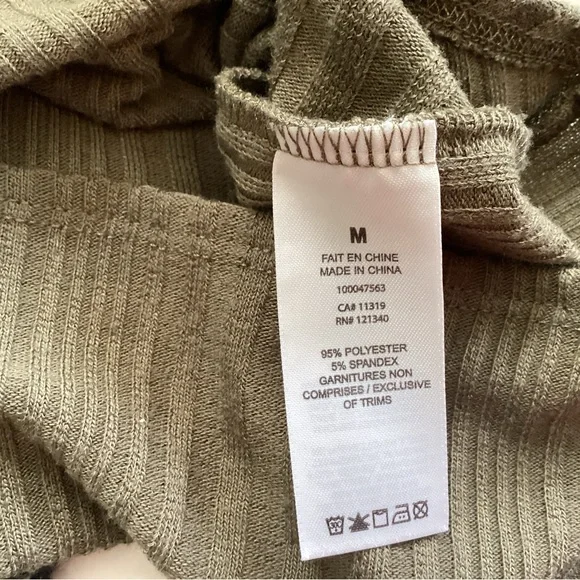 M
FAIT EN CHINE
MADE IN CHINA
100047563
CA# 11319
RN# 121340
95% POLYESTER
5% SPANDEX
GARNITURES NON
COMPRISES / EXCLUSIVE
OF TRIMS
30